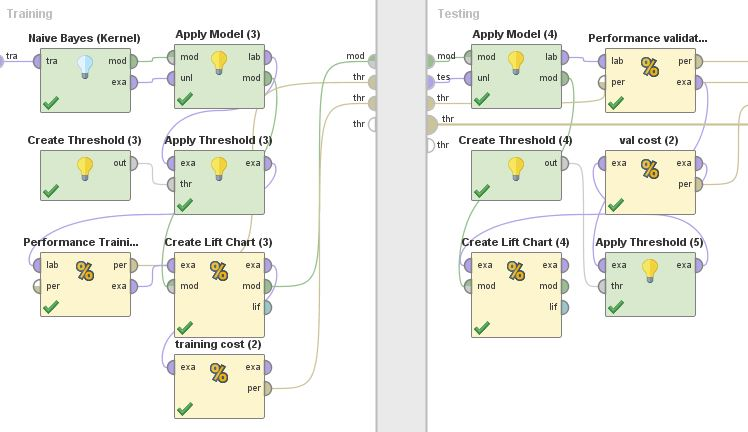 Training
Naive Bayes (Kernel)
tra
tra
mod
exa
Apply Model (3)
mod
unl
lab
mod
mod
thr
thr
thr
Create Threshold (3)
out
Apply Threshold (3)
exa
thr
exa
Performance Traini...
lab
per
per
exa
Create Lift Chart (3)
exa
mod
exa
mod
lif
training cost (2)
exa
exa
per
Testing
mod
tes
thr
thr
thr
Apply Model (4)
mod
unl
lab
mod
Performance validat...
lab
per
per
exa
Create Threshold (4)
out
val cost (2)
exa
exa
per
Create Lift Chart (4)
exa
mod
exa
mod
lif
Apply Threshold (5)
exa
thr
exa